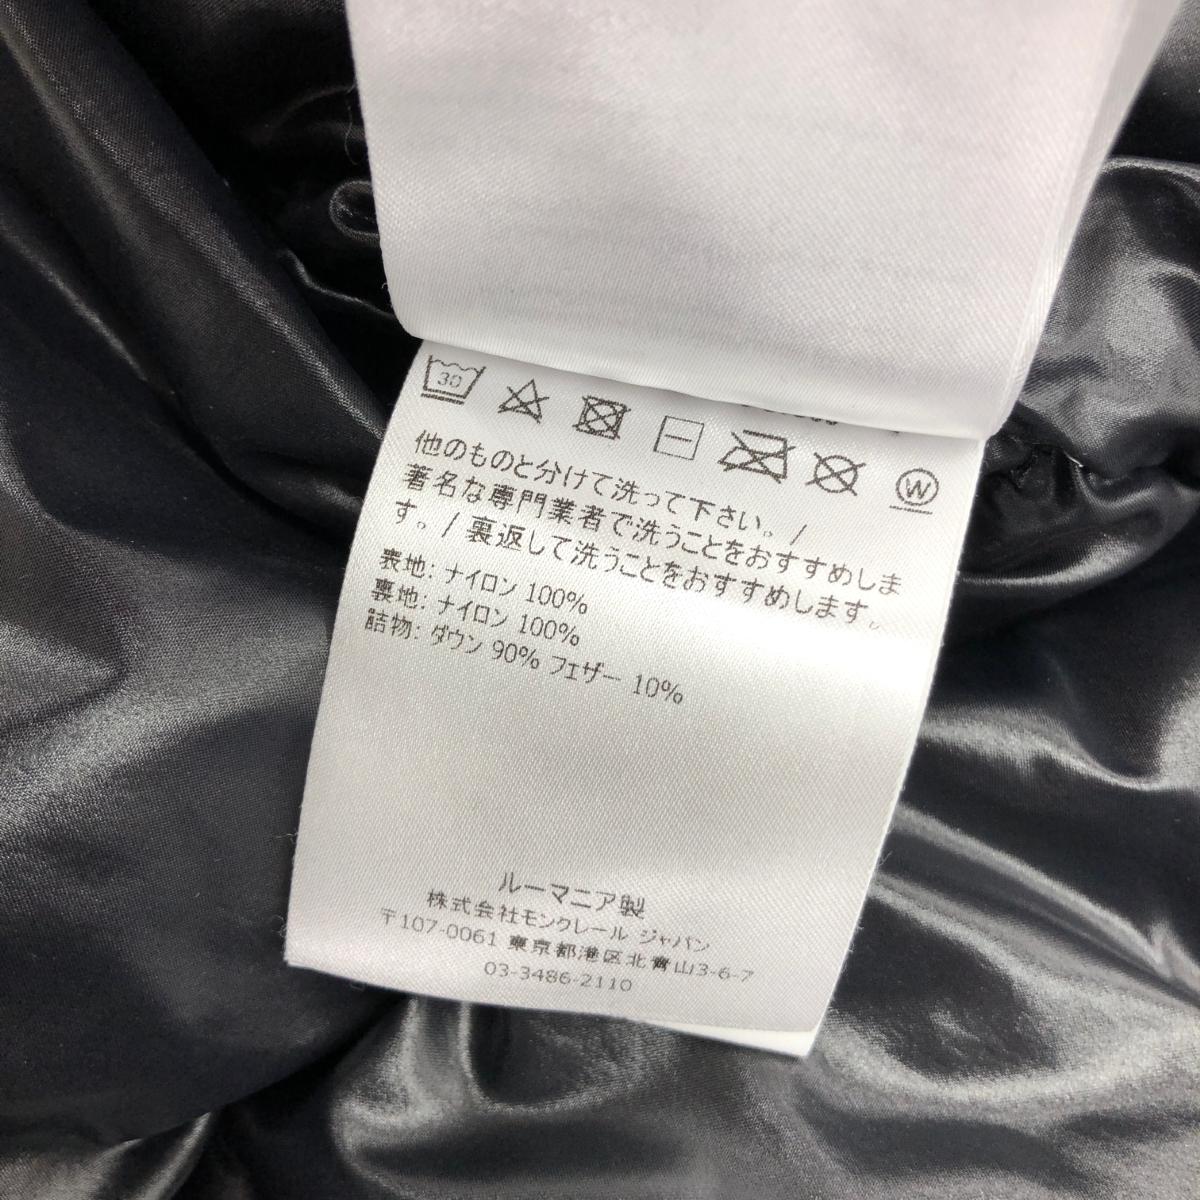 30
W
他のものと分けて洗って下さい。/
著名な専門業者で洗うことをおすすめしま
す。/ 裏返して洗うことをおすすめします。
表地: ナイロン 100%
裏地: ナイロン 100%
詰物: ダウン 90% フェザー 10%
ルーマニア製
株式会社モンクレール ジャパン
〒107-0061 東京都港区北青山3-6-7
03-3486-2110